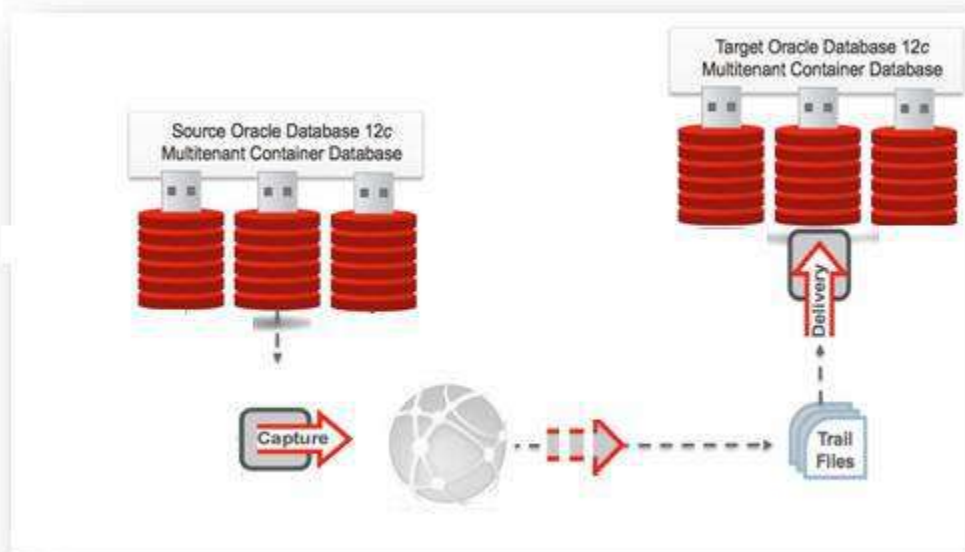 Target Oracle Database 12c
Multitenant Container Database
Source Oracle Database 12c
Multitenant Container Database
Delivery
Capture
Trail
Files